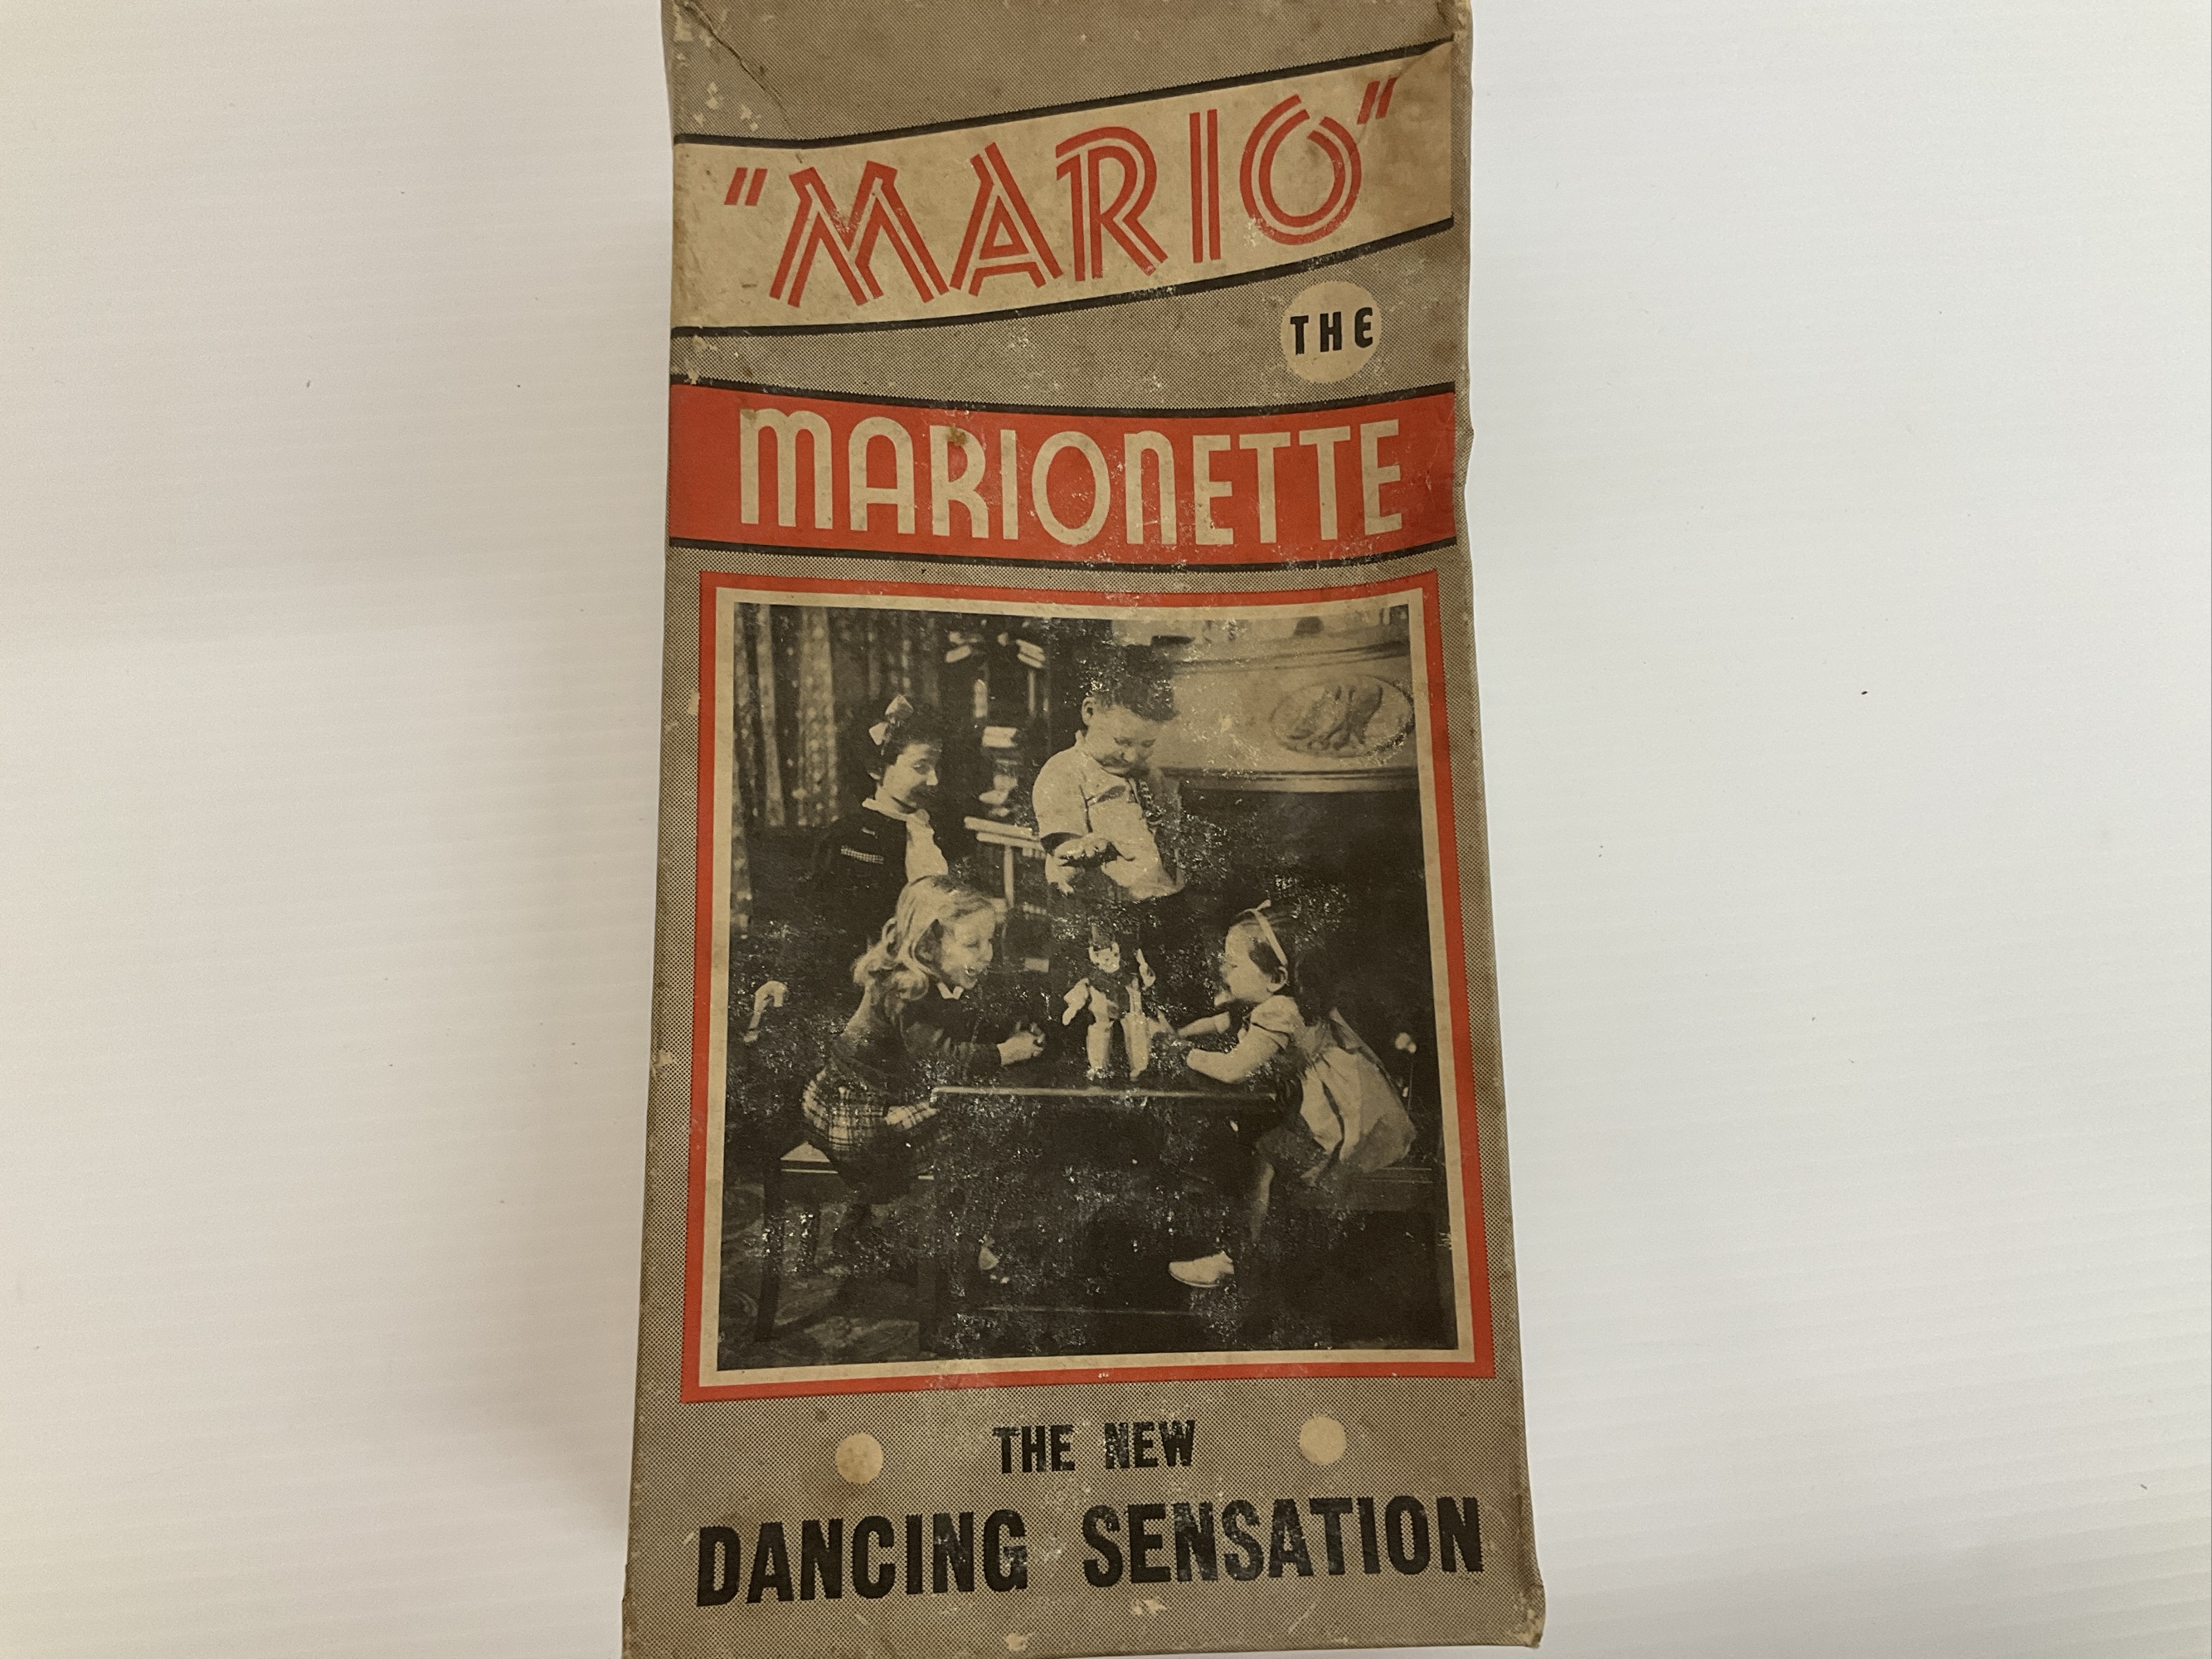 "MARIO"
THE
MARIONETTE
THE NEW
DANCING SENSATION